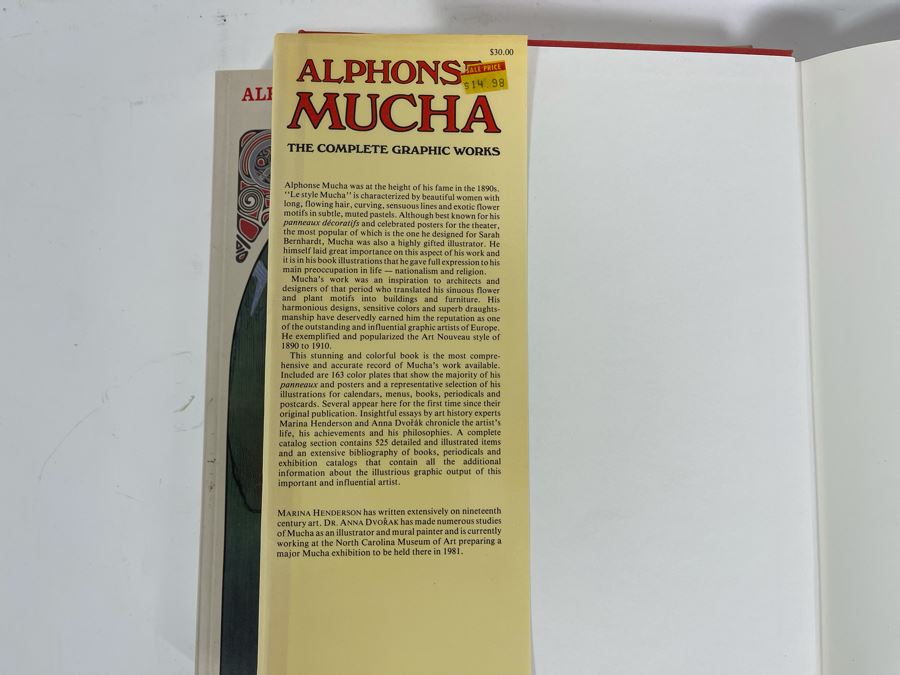 $30.00
ALPHONS
SALE PRICE
$14.98
MUCHA
THE COMPLETE GRAPHIC WORKS
Alphonse Mucha was at the height of his fame in the 1890s.
"Le style Mucha" is characterized by beautiful women with
long, flowing hair, curving, sensuous lines and exotic flower
motifs in subtle, muted pastels. Although best known for his
panneaux décoratifs and celebrated posters for the theater,
the most popular of which is the one he designed for Sarah
Bernhardt, Mucha was also a highly gifted illustrator. He
himself laid great importance on this aspect of his work and
it is in his book illustrations that he gave full expression to his
main preoccupation in life — nationalism and religion.
Mucha's work was an inspiration to architects and
designers of that period who translated his sinuous flower
and plant motifs into buildings and furniture. His
harmonious designs, sensitive colors and superb draughts-
manship have deservedly earned him the reputation as one
of the outstanding and influential graphic artists of Europe.
He exemplified and popularized the Art Nouveau style of
1890 to 1910.
This stunning and colorful book is the most compre-
hensive and accurate record of Mucha's work available.
Included are 163 color plates that show the majority of his
panneaux and posters and a representative selection of his
illustrations for calendars, menus, books, periodicals and
postcards. Several appear here for the first time since their
original publication. Insightful essays by art history experts
Marina Henderson and Anna Dvořák chronicle the artist's
life, his achievements and his philosophies. A complete
catalog section contains 525 detailed and illustrated items
and an extensive bibliography of books, periodicals and
exhibition catalogs that contain all the additional
information about the illustrious graphic output of this
important and influential artist.
MARINA HENDERSON has written extensively on nineteenth
century art. DR. ANNA DVOŘAK has made numerous studies
of Mucha as an illustrator and mural painter and is currently
working at the North Carolina Museum of Art preparing a
major Mucha exhibition to be held there in 1981.